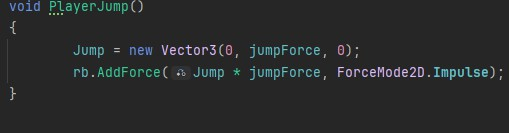 void PlayerJump()
{
Jump = new Vector3(0, jumpForce, 0);
rb.AddForce(Jump * jumpForce, ForceMode2D.Impulse);
}